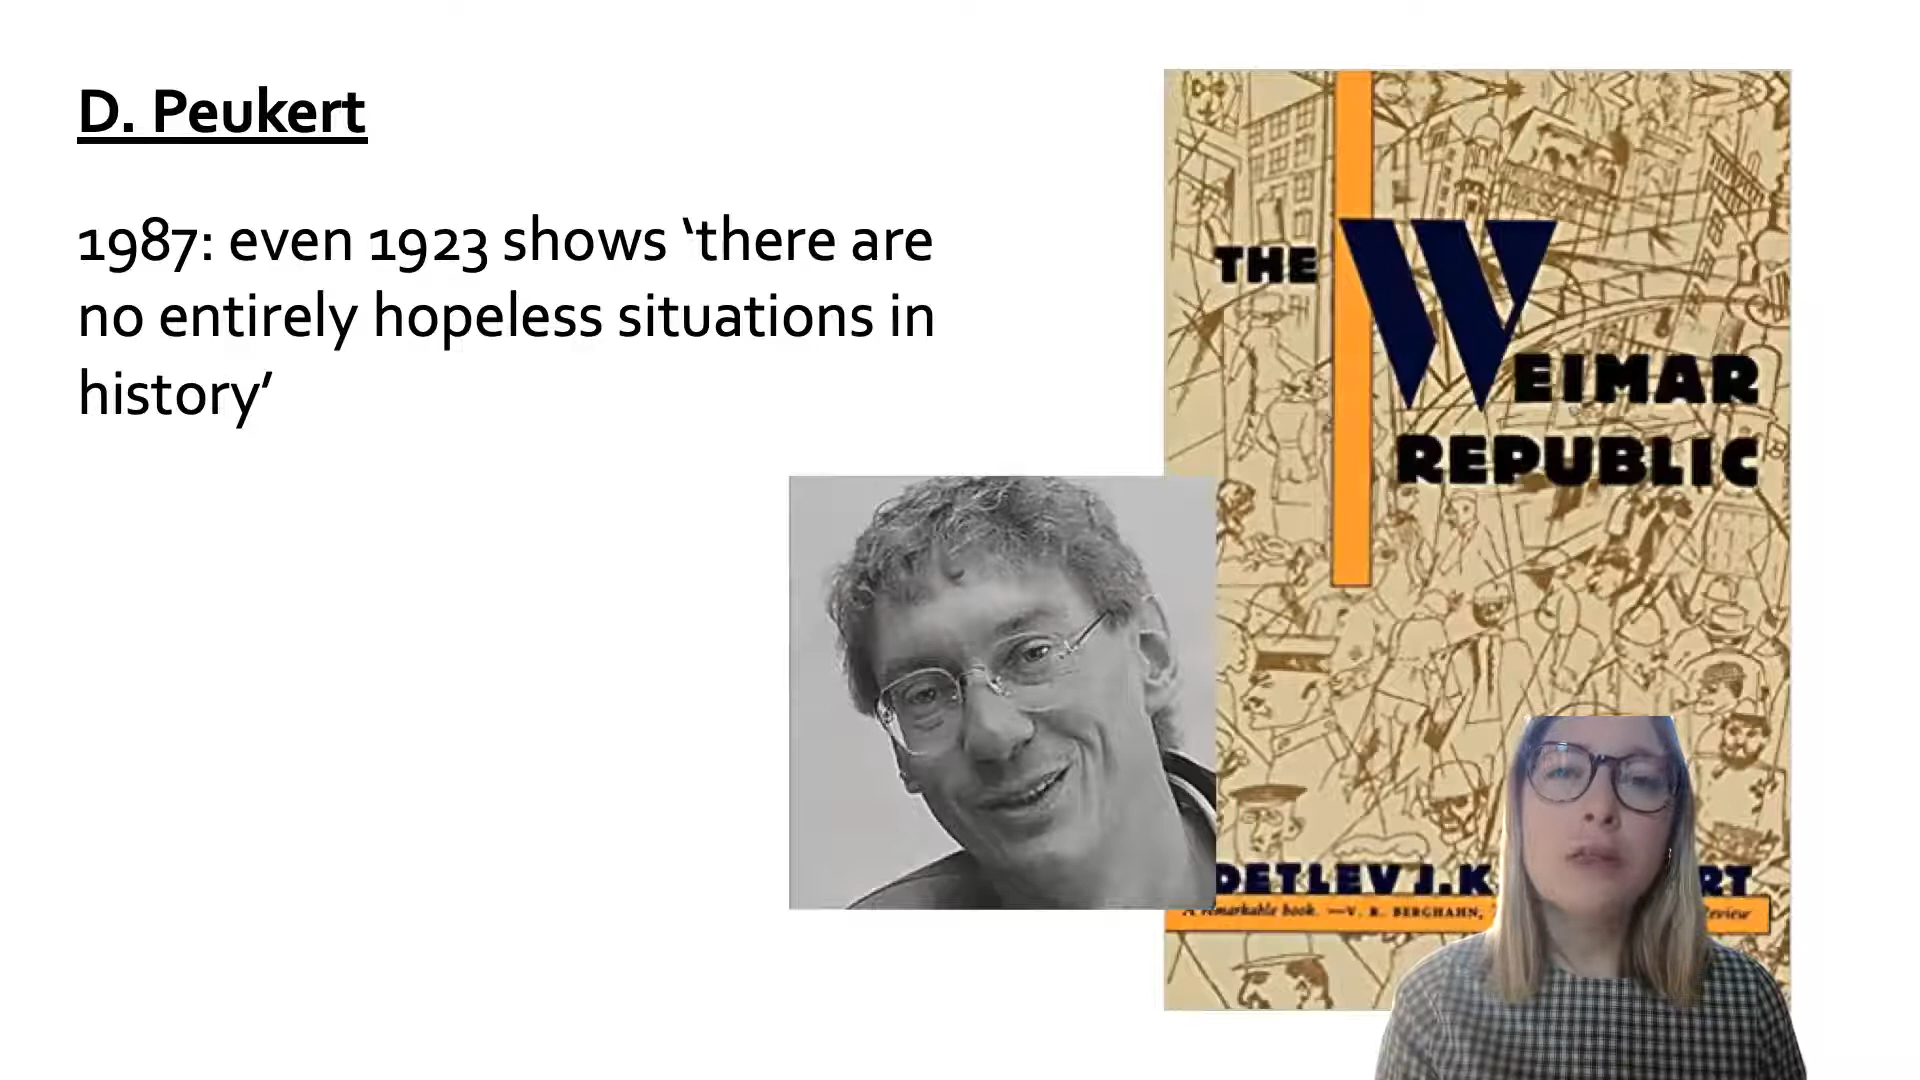 D. Peukert
1987: even 1923 shows ‘there are
no entirely hopeless situations in
history’
THE
WEIMAR
REPUBLIC
DETLEV J.K RT
A remarkable book. —V. R. BERGHAHN, Review